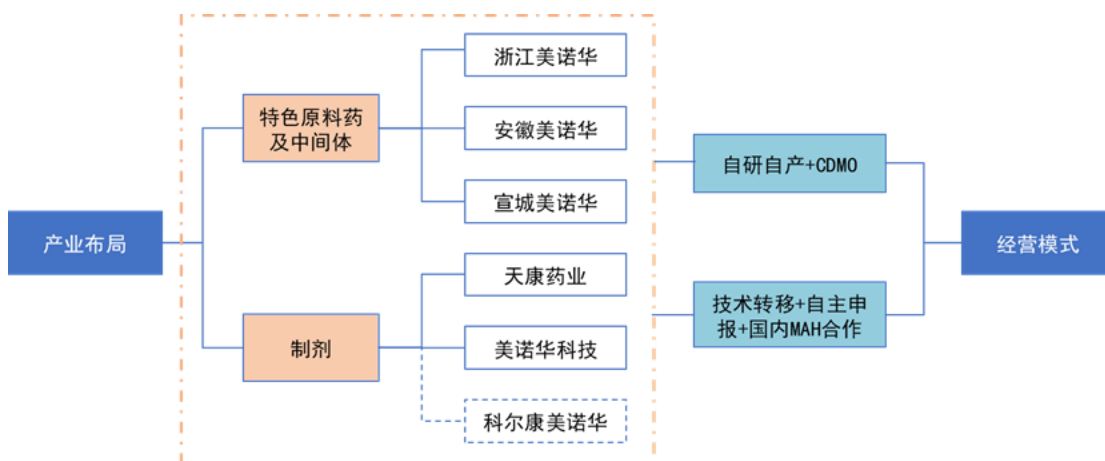 产业布局
特色原料药
及中间体
浙江美诺华
安徽美诺华
宣城美诺华
制剂
天康药业
美诺华科技
科尔康美诺华
自研自产+CDMO
技术转移+自主申
报+国内MAH合作
经营模式